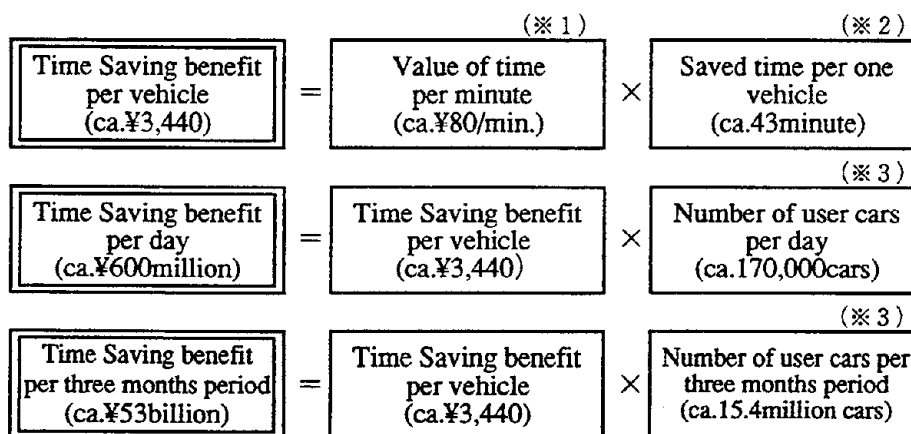 (※1) (※2)
Time Saving benefit
per vehicle
(ca.¥3,440)
=
Value of time
per minute
(ca.¥80/min.)
×
Saved time per one
vehicle
(ca.43minute)
(※3)
Time Saving benefit
per day
(ca.¥600million)
=
Time Saving benefit
per vehicle
(ca.¥3,440)
×
Number of user cars
per day
(ca.170,000cars)
(※3)
Time Saving benefit
per three months period
(ca.¥53billion)
=
Time Saving benefit
per vehicle
(ca.¥3,440)
×
Number of user cars per
three months period
(ca.15.4million cars)